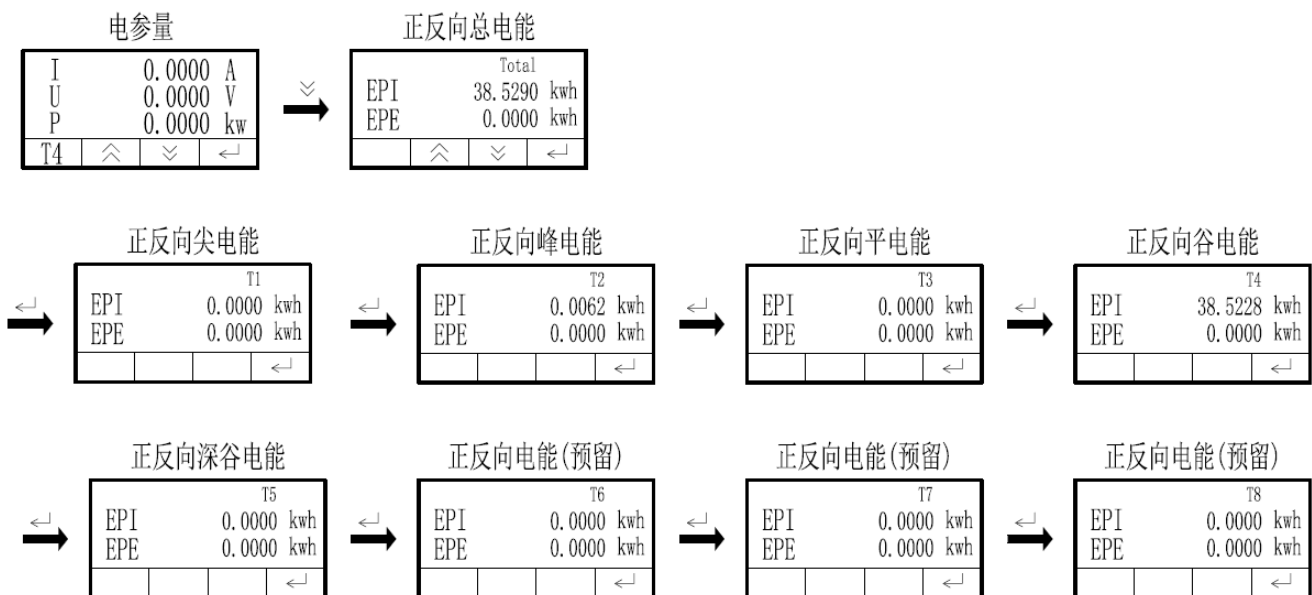 电参量
正反向总电能
I 0.0000 A
U 0.0000 V
P 0.0000 kw
T4
Total
EPI 38.5290 kwh
EPE 0.0000 kwh
正反向尖电能
正反向峰电能
正反向平电能
正反向谷电能
T1
EPI 0.0000 kwh
EPE 0.0000 kwh
T2
EPI 0.0062 kwh
EPE 0.0000 kwh
T3
EPI 0.0000 kwh
EPE 0.0000 kwh
T4
EPI 38.5228 kwh
EPE 0.0000 kwh
正反向深谷电能
正反向电能(预留)
正反向电能(预留)
正反向电能(预留)
T5
EPI 0.0000 kwh
EPE 0.0000 kwh
T6
EPI 0.0000 kwh
EPE 0.0000 kwh
T7
EPI 0.0000 kwh
EPE 0.0000 kwh
T8
EPI 0.0000 kwh
EPE 0.0000 kwh